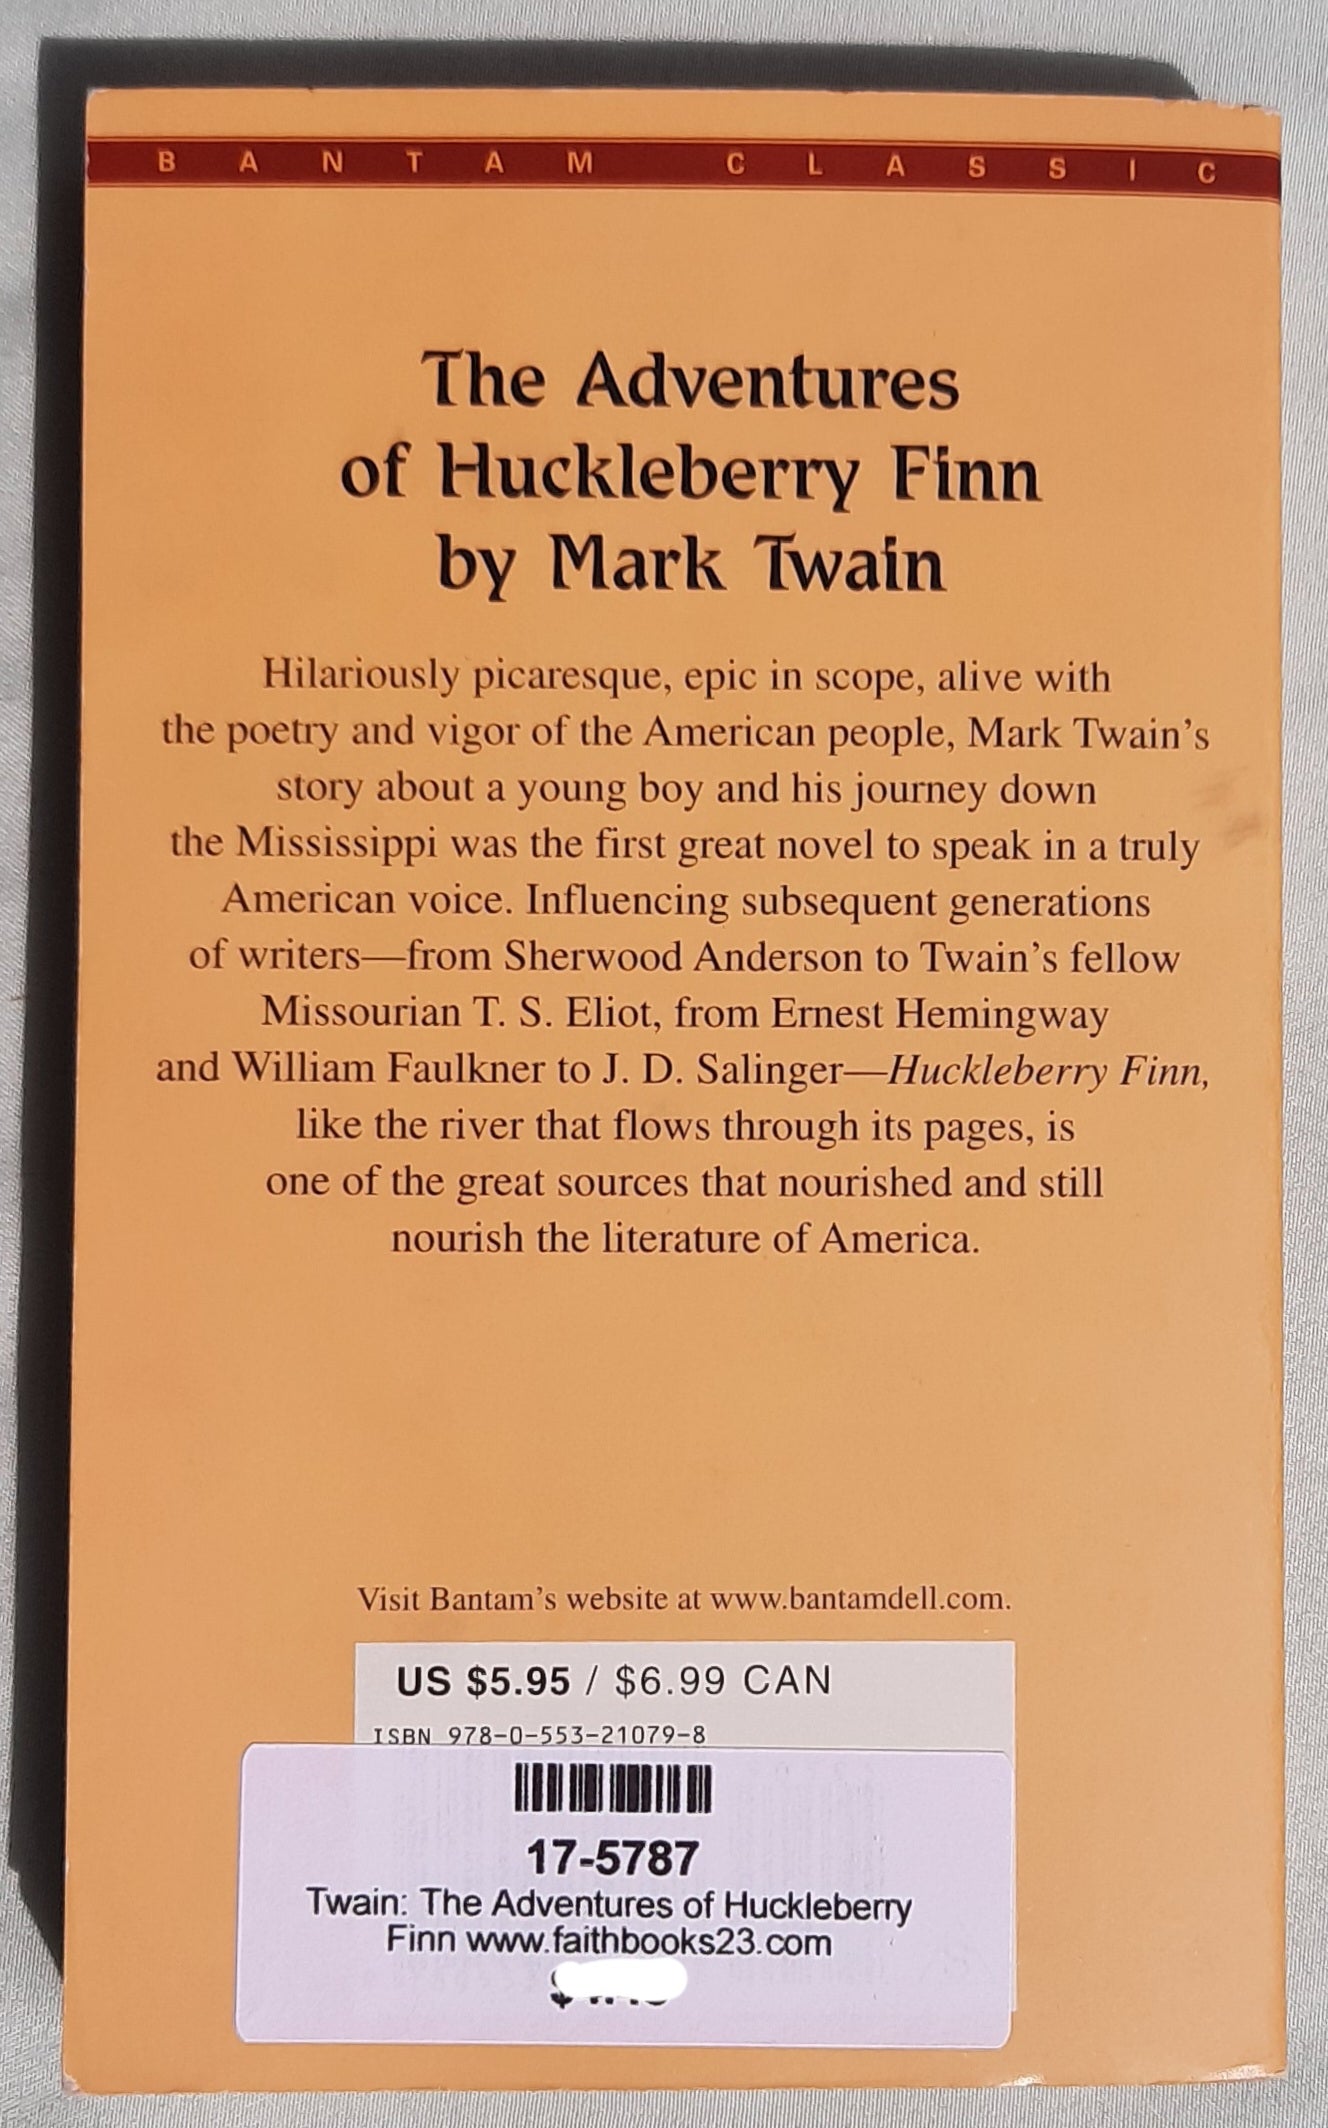 BANTAM CLASSIC
The Adventures
of Huckleberry Finn
by Mark Twain
Hilariously picaresque, epic in scope, alive with
the poetry and vigor of the American people, Mark Twain's
story about a young boy and his journey down
the Mississippi was the first great novel to speak in a truly
American voice. Influencing subsequent generations
of writers—from Sherwood Anderson to Twain's fellow
Missourian T. S. Eliot, from Ernest Hemingway
and William Faulkner to J. D. Salinger—Huckleberry Finn,
like the river that flows through its pages, is
one of the great sources that nourished and still
nourish the literature of America.
Visit Bantam's website at www.bantamdell.com.
US $5.95 / $6.99 CAN
ISBN 978-0-553-21079-8
17-5787
Twain: The Adventures of Huckleberry
Finn www.faithbooks23.com